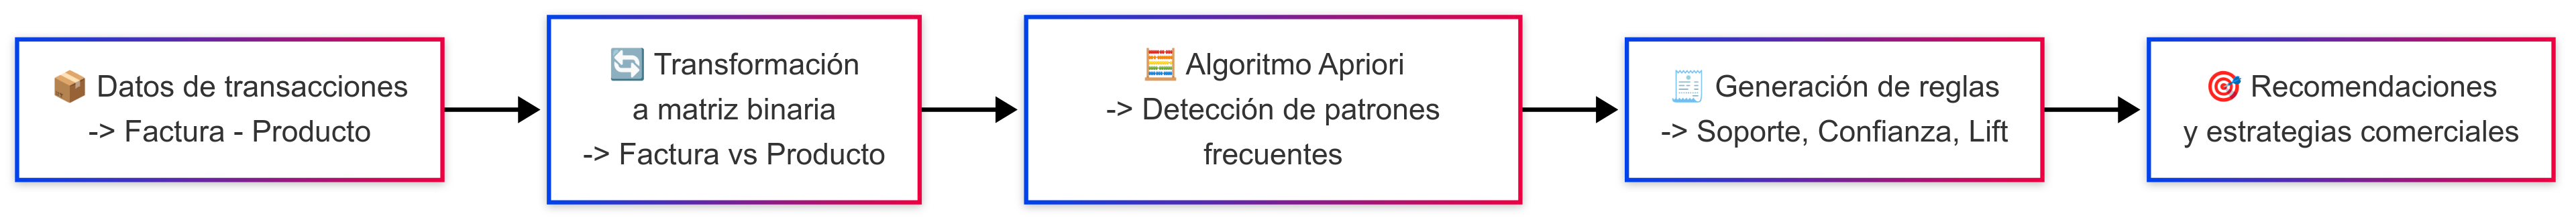 📦 Datos de transacciones
-> Factura - Producto
🔄 Transformación
a matriz binaria
-> Factura vs Producto
🧮 Algoritmo Apriori
-> Detección de patrones
frecuentes
🧾 Generación de reglas
-> Soporte, Confianza, Lift
🎯 Recomendaciones
y estrategias comerciales